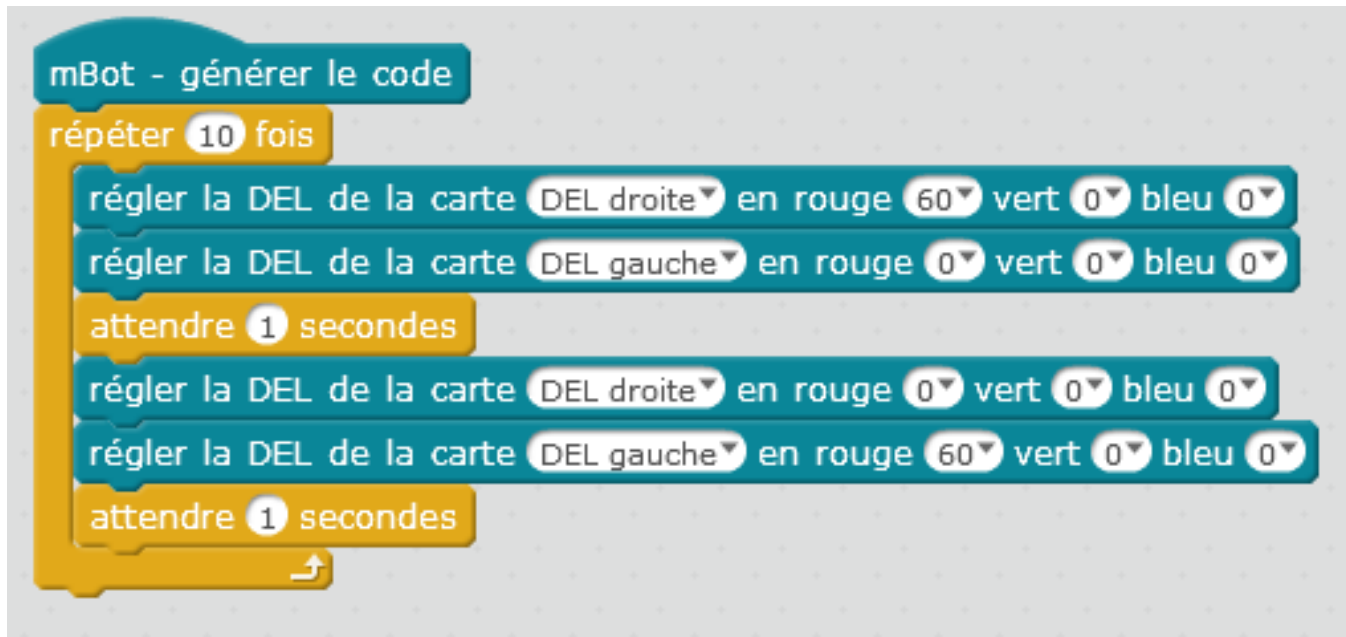 mBot - générer le code
répéter 10 fois
régler la DEL de la carte DEL droite en rouge 60 vert 0 bleu 0
régler la DEL de la carte DEL gauche en rouge 0 vert 0 bleu 0
attendre 1 secondes
régler la DEL de la carte DEL droite en rouge 0 vert 0 bleu 0
régler la DEL de la carte DEL gauche en rouge 60 vert 0 bleu 0
attendre 1 secondes